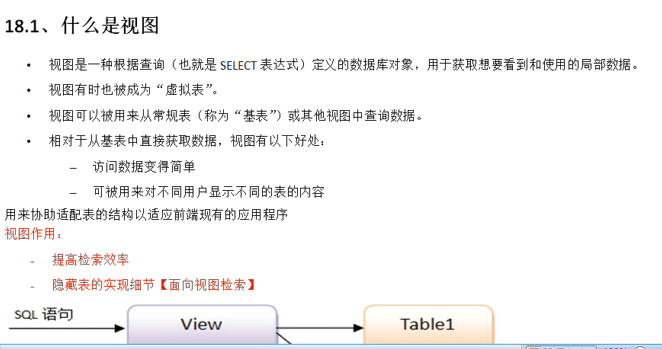 18.1、什么是视图
• 视图是一种根据查询（也就是 SELECT 表达式）定义的数据库对象，用于获取想要看到和使用的局部数据。
• 视图有时也被成为“虚拟表”。
• 视图可以被用来从常规表（称为“基表”）或其他视图中查询数据。
• 相对于从基表中直接获取数据，视图有以下好处：
– 访问数据变得简单
– 可被用来对不同用户显示不同的表的内容
用来协助适配表的结构以适应前端现有的应用程序
视图作用：
- 提高检索效率
- 隐藏表的实现细节【面向视图检索】
SQL 语句
View
Table1